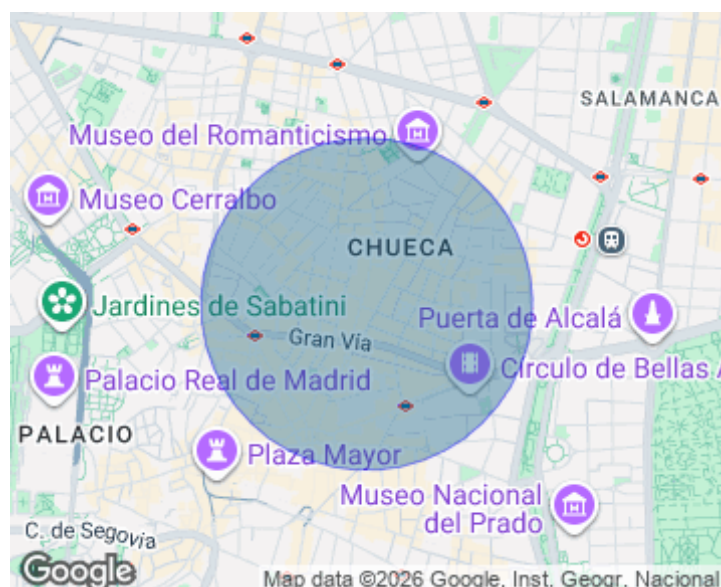 SALAMANCA
Museo del Romanticismo
Museo Cerralbo
CHUECA
Jardines de Sabatini
Puerta de Alcalá
Gran Vía
Círculo de Bellas A
Palacio Real de Madrid
PALACIO
Plaza Mayor
Museo Nacional
del Prado
C. de Segovia
Google
Map data ©2026 Google, Inst. Geogr. Nacional